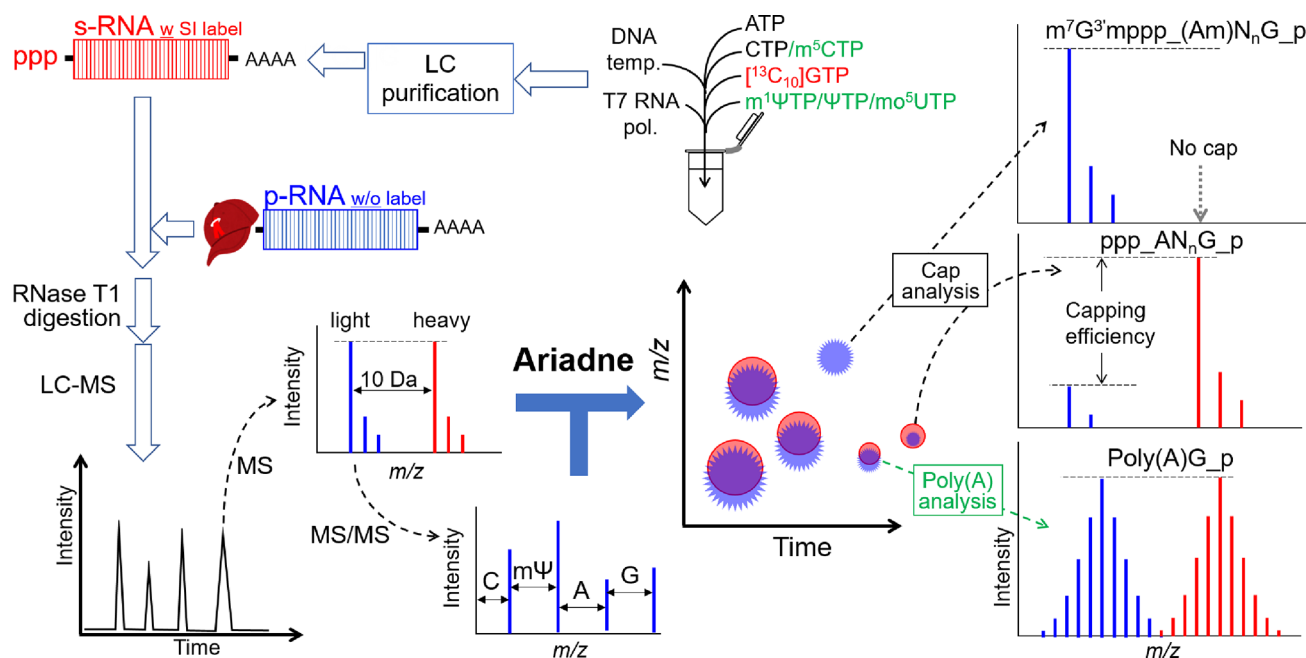 s-RNA w SI label
ppp
AAAA
LC
purification
DNA
temp.
T7 RNA
pol.
ATP
CTP/m⁵CTP
[¹³C₁₀]GTP
m¹ΨTP/ΨTP/mo⁵UTP
p-RNA w/o label
AAAA
RNase T1
digestion
LC-MS
Intensity
Time
MS
light
heavy
10 Da
Intensity
m/z
MS/MS
Ariadne
C
mΨ
A
G
Intensity
m/z
m/z
Time
Cap
analysis
Poly(A)
analysis
m⁷G³'mppp_(Am)NₙG_p
No cap
ppp_ANₙG_p
Capping
efficiency
Poly(A)G_p
Intensity
m/z